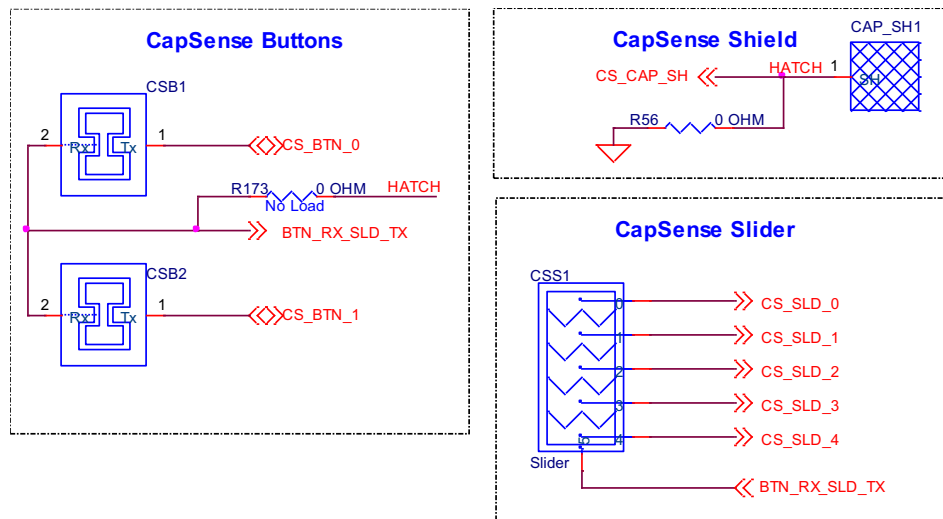 CapSense Buttons
CSB1
2 Rx Tx 1 CS_BTN_0
R173 0 OHM HATCH
No Load
BTN_RX_SLD_TX
CSB2
2 Rx Tx 1 CS_BTN_1
CapSense Shield
CAP_SH1
CS_CAP_SH HATCH 1 SH
R56 0 OHM
CapSense Slider
CSS1
0 CS_SLD_0
1 CS_SLD_1
2 CS_SLD_2
3 CS_SLD_3
5 4 CS_SLD_4
Slider
BTN_RX_SLD_TX